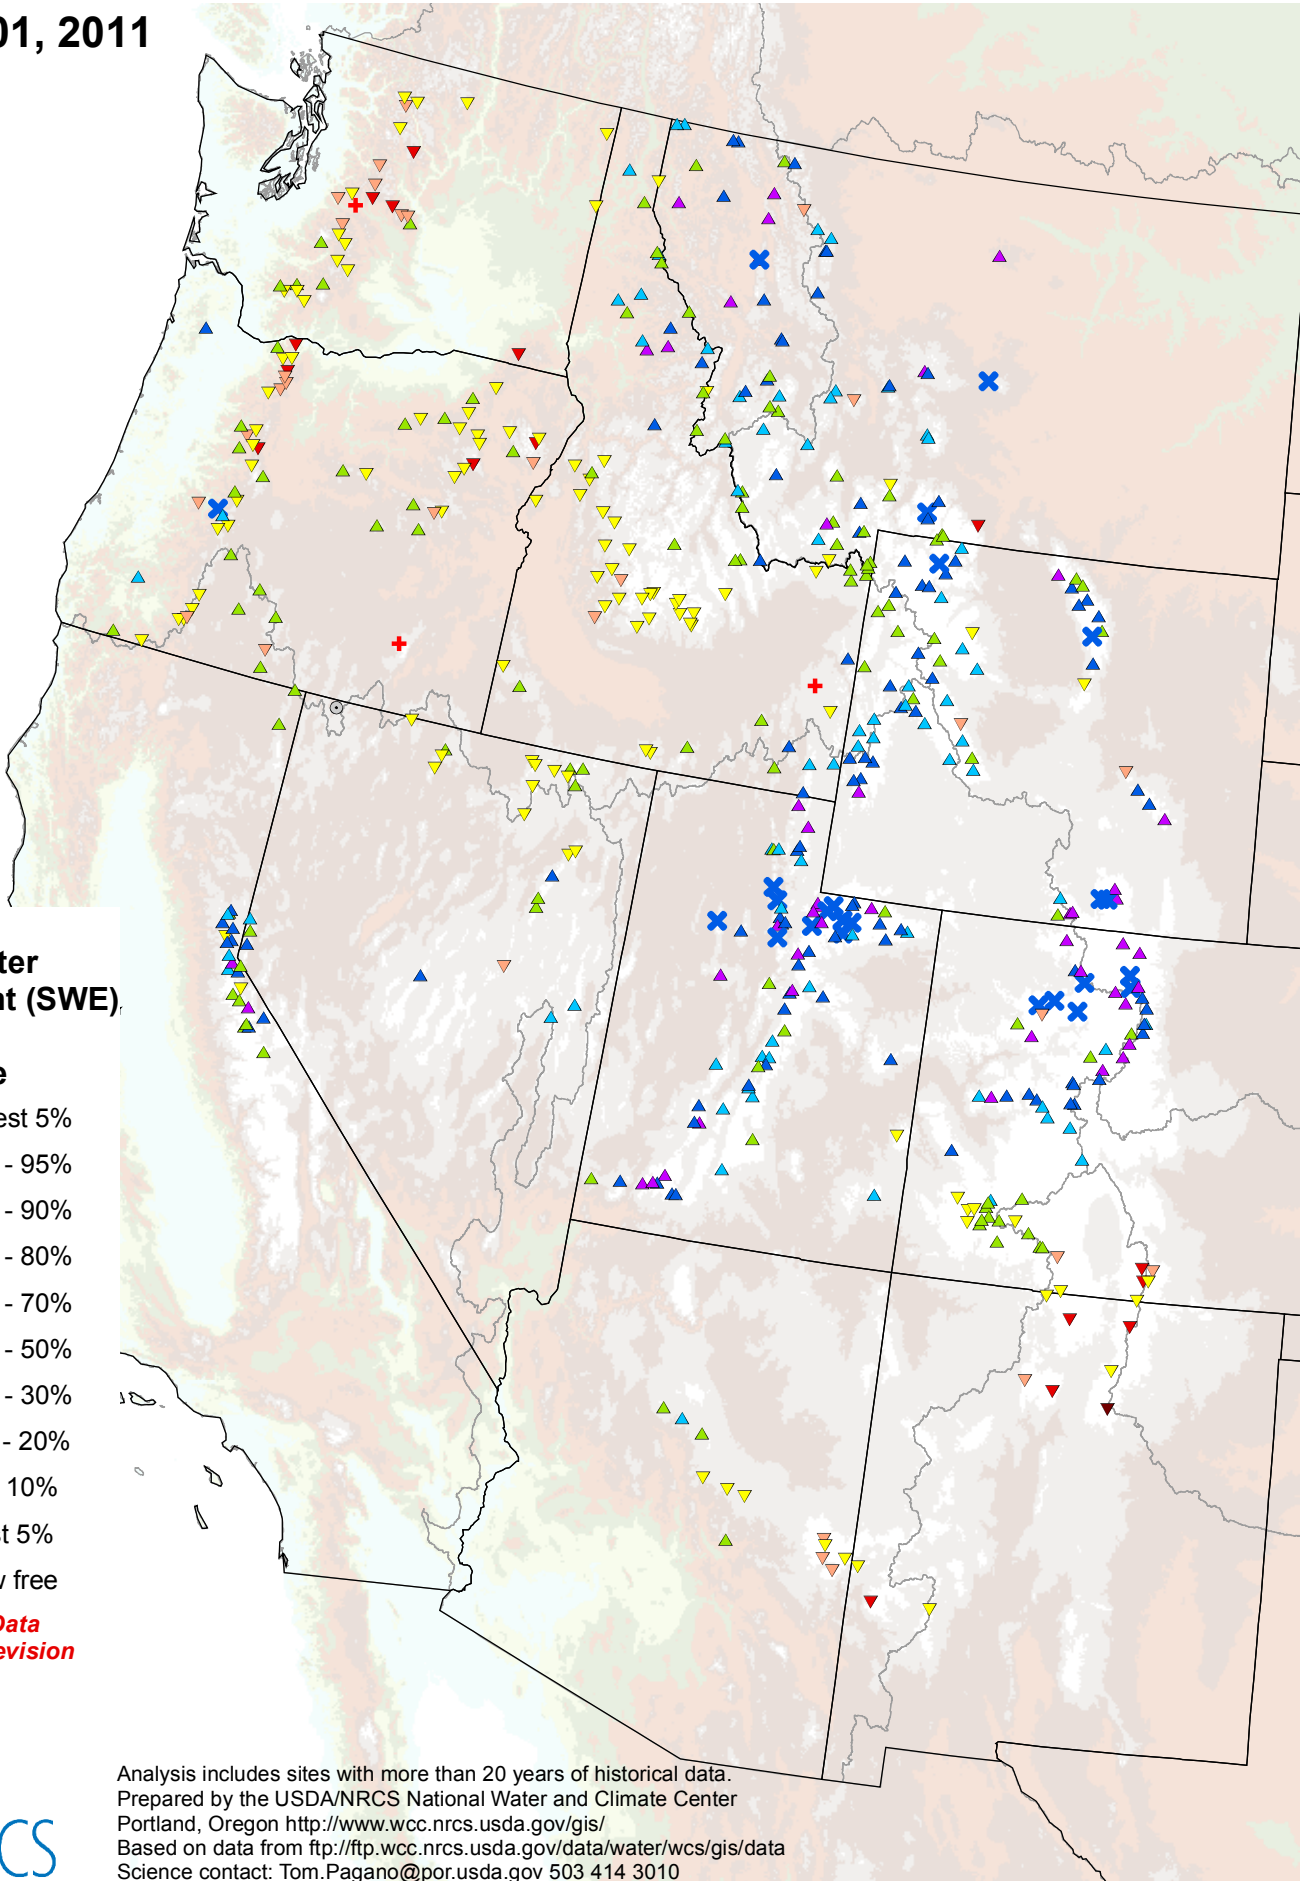 01, 2011
ter
nt (SWE)
e
est 5%
- 95%
- 90%
- 80%
- 70%
- 50%
- 30%
- 20%
10%
st 5%
w free
Data
evision
Analysis includes sites with more than 20 years of historical data.
Prepared by the USDA/NRCS National Water and Climate Center
Portland, Oregon http://www.wcc.nrcs.usda.gov/gis/
Based on data from ftp://ftp.wcc.nrcs.usda.gov/data/water/wcs/gis/data
Science contact: Tom.Pagano@por.usda.gov 503 414 3010
CS